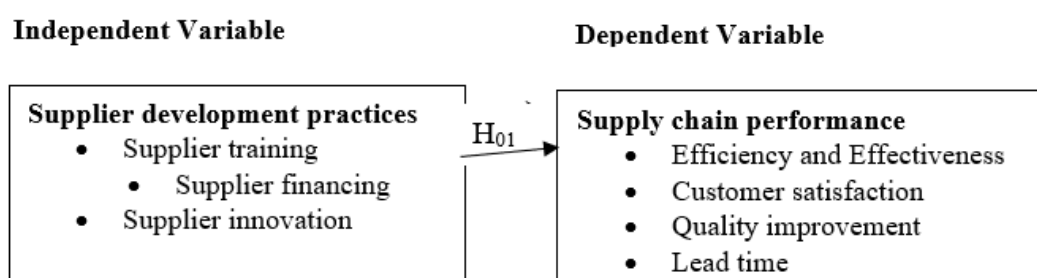 Independent Variable
Dependent Variable
Supplier development practices
• Supplier training
• Supplier financing
• Supplier innovation
H01
Supply chain performance
• Efficiency and Effectiveness
• Customer satisfaction
• Quality improvement
• Lead time